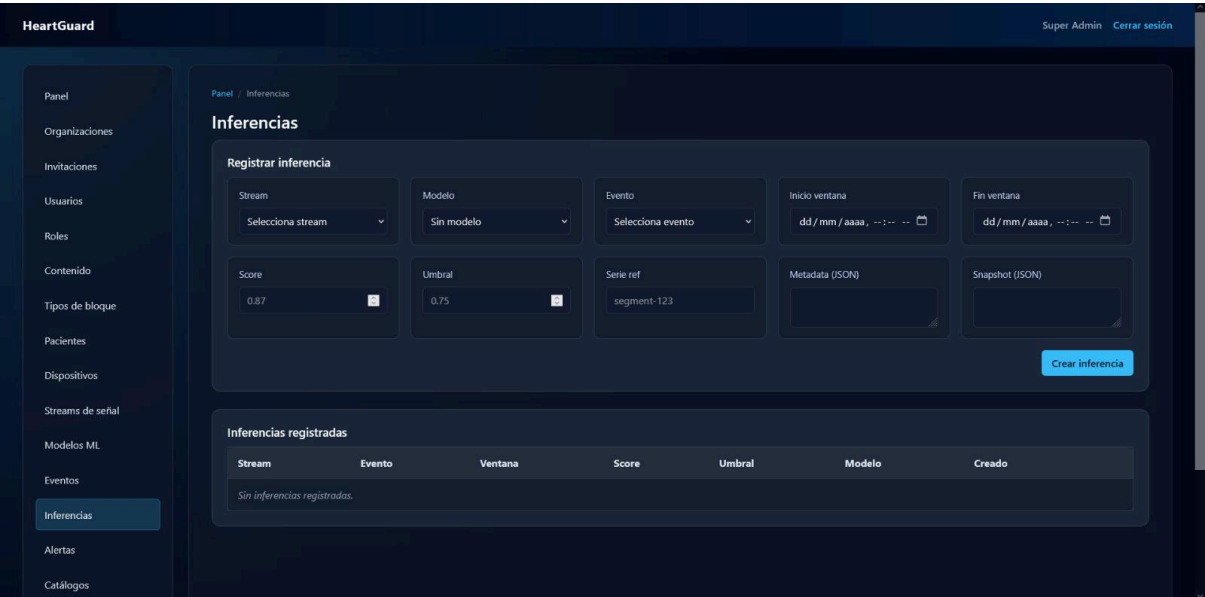 HeartGuard
Super Admin Cerrar sesión
Panel
Organizaciones
Invitaciones
Usuarios
Roles
Contenido
Tipos de bloque
Pacientes
Dispositivos
Streams de señal
Modelos ML
Eventos
Inferencias
Alertas
Catálogos
Panel / Inferencias
Inferencias
Registrar inferencia
Stream
Selecciona stream
Modelo
Sin modelo
Evento
Selecciona evento
Inicio ventana
dd/mm/aaaa, --:-- --
Fin ventana
dd/mm/aaaa, --:-- --
Score
0.87
Umbral
0.75
Serie ref
segment-123
Metadata (JSON)
Snapshot (JSON)
Crear inferencia
Inferencias registradas
Stream Evento Ventana Score Umbral Modelo Creado
Sin inferencias registradas.